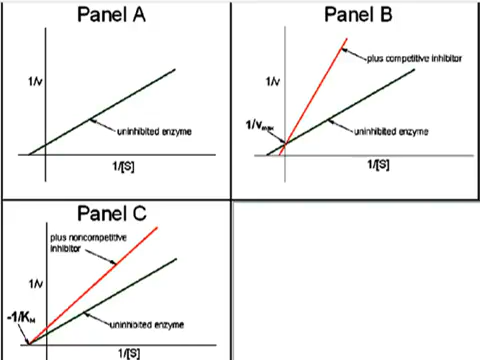 Panel A
1/v
uninhibited enzyme
1/[S]
Panel B
plus competitive inhibitor
1/v
1/vmax
uninhibited enzyme
1/[S]
Panel C
plus noncompetitive
inhibitor
1/v
-1/KM
uninhibited enzyme
1/[S]